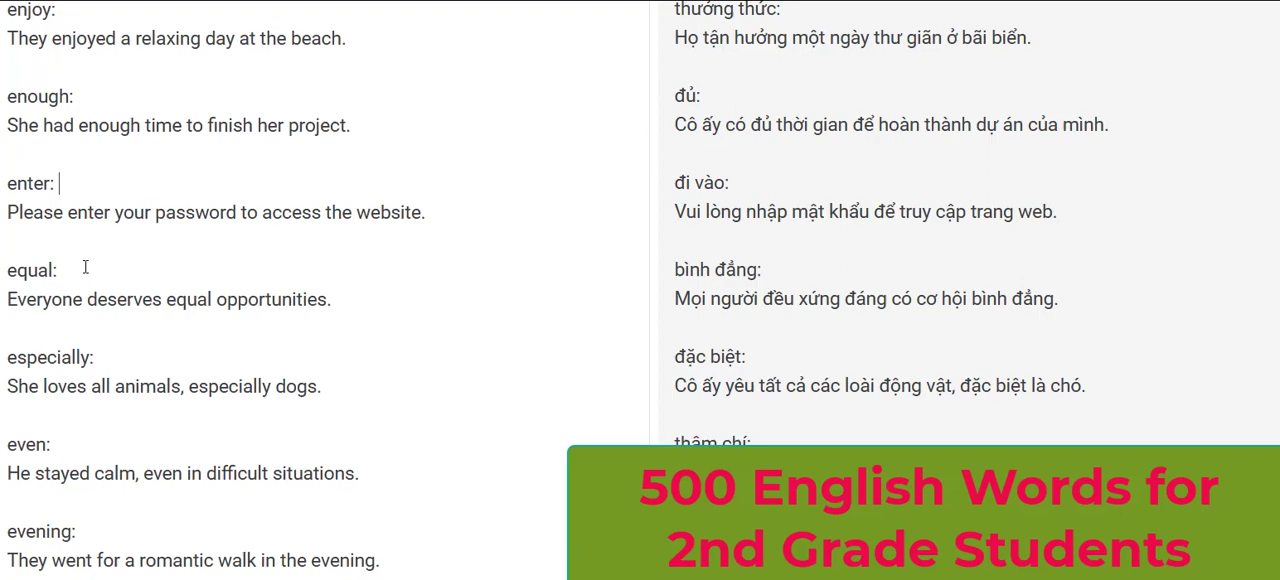 enjoy:
They enjoyed a relaxing day at the beach.
enough:
She had enough time to finish her project.
enter:
Please enter your password to access the website.
equal:
Everyone deserves equal opportunities.
especially:
She loves all animals, especially dogs.
even:
He stayed calm, even in difficult situations.
evening:
They went for a romantic walk in the evening.
thưởng thức:
Họ tận hưởng một ngày thư giãn ở bãi biển.
đủ:
Cô ấy có đủ thời gian để hoàn thành dự án của mình.
đi vào:
Vui lòng nhập mật khẩu để truy cập trang web.
bình đẳng:
Mọi người đều xứng đáng có cơ hội bình đẳng.
đặc biệt:
Cô ấy yêu tất cả các loài động vật, đặc biệt là chó.
thậm chí:
500 English Words for
2nd Grade Students